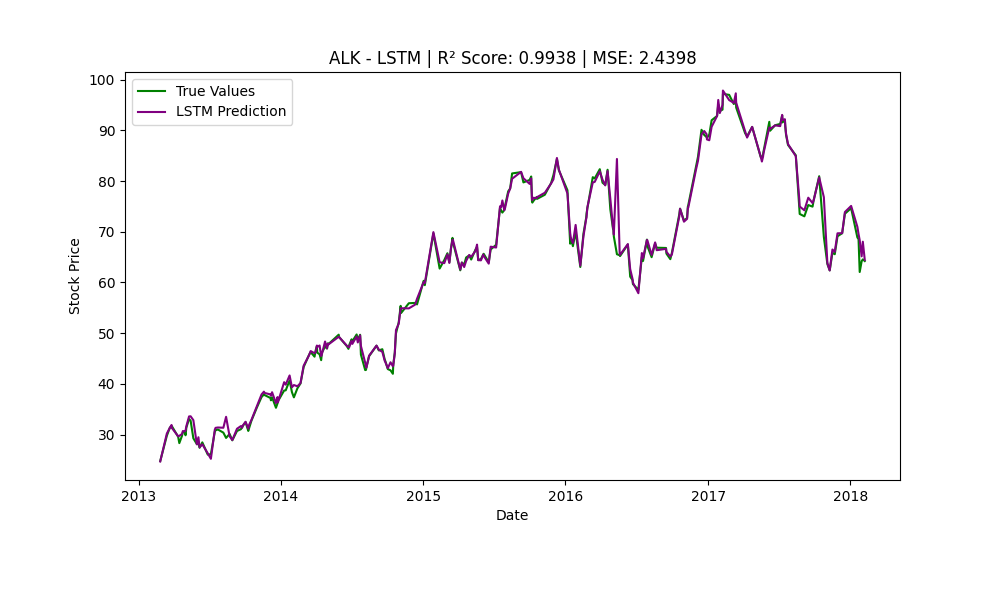 ALK - LSTM | R² Score: 0.9938 | MSE: 2.4398
True Values
LSTM Prediction
100
90
80
70
60
50
40
30
Stock Price
2013 2014 2015 2016 2017 2018
Date